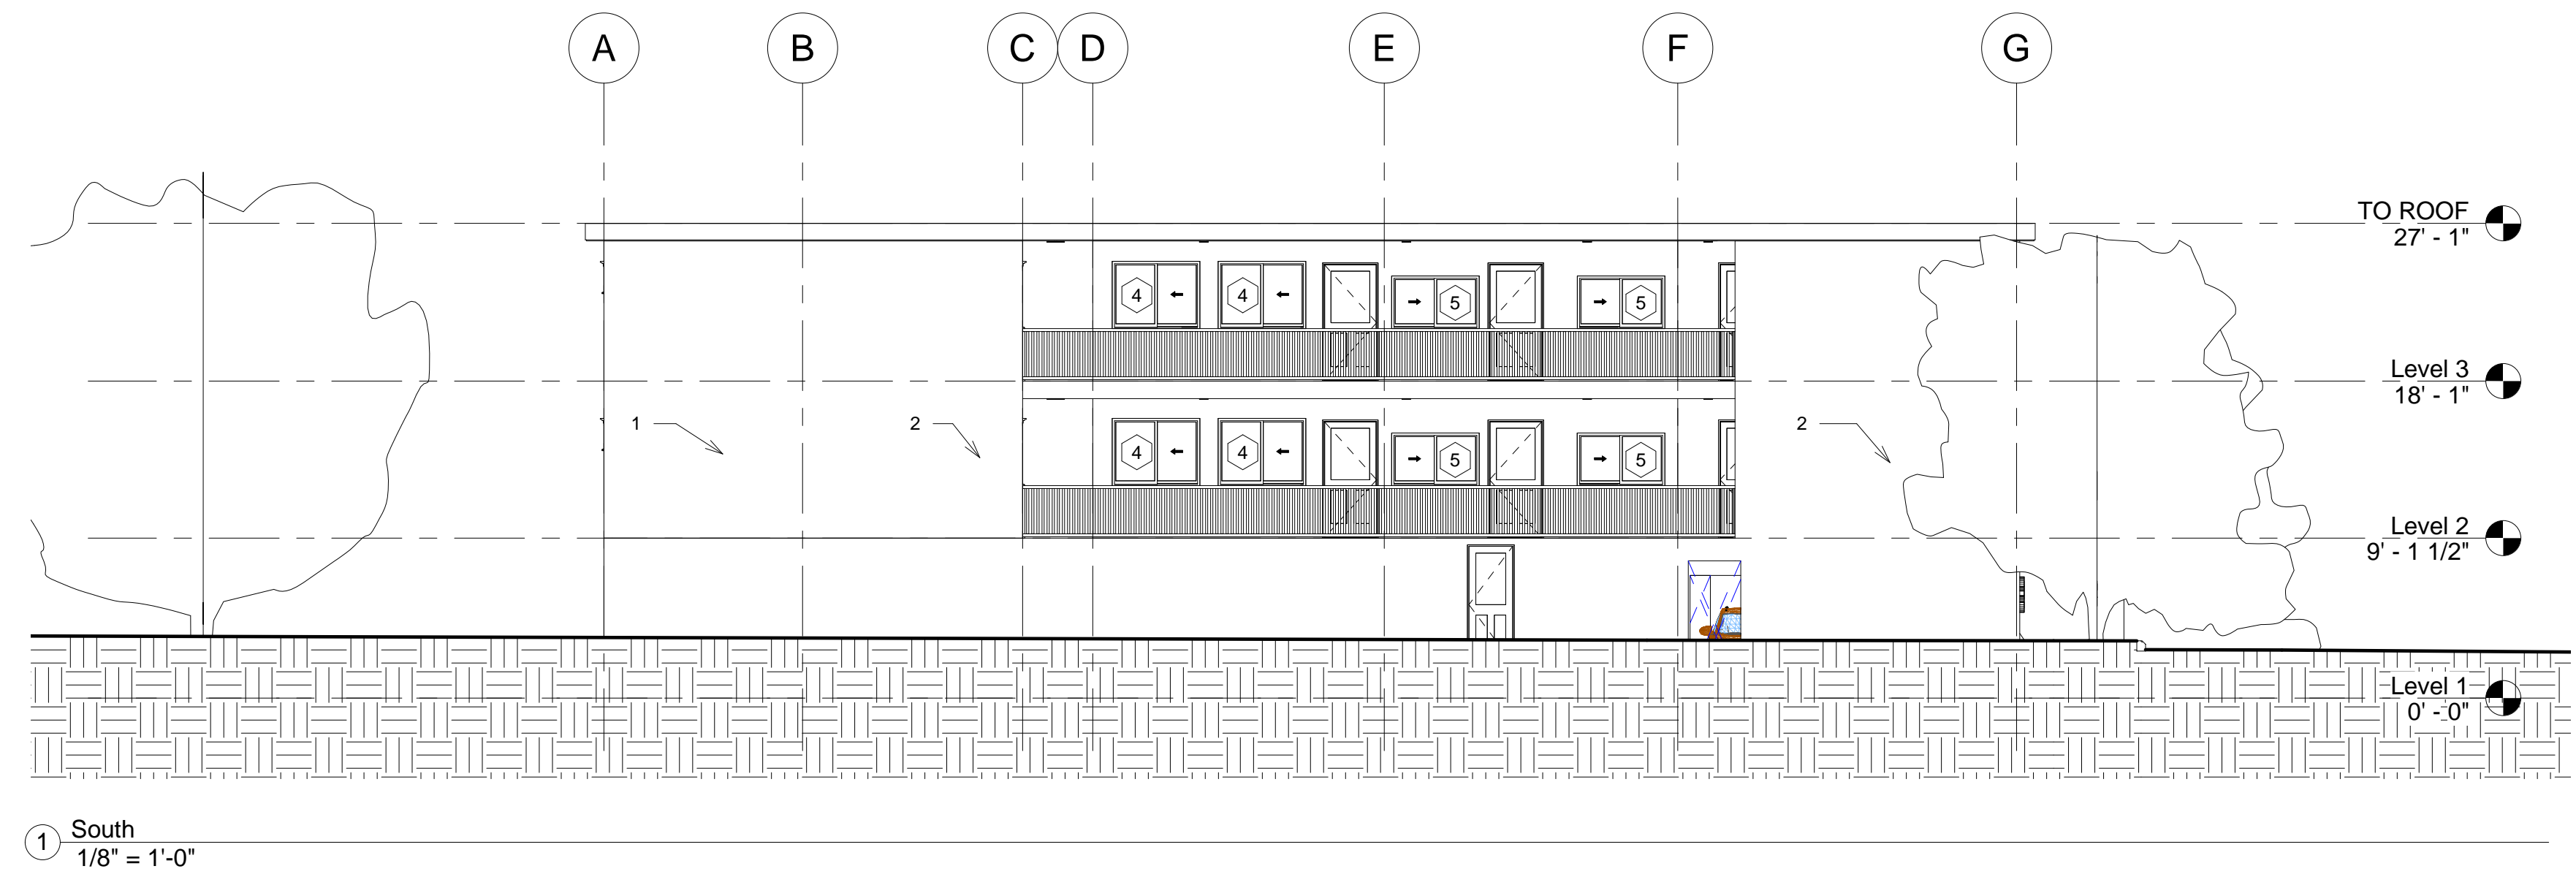 A B C D E F G
TO ROOF
27' - 1"
4 4 5 5
Level 3
18' - 1"
1 2 2
4 4 5 5
Level 2
9' - 1 1/2"
Level 1
0' - 0"
1 South
1/8" = 1'-0"